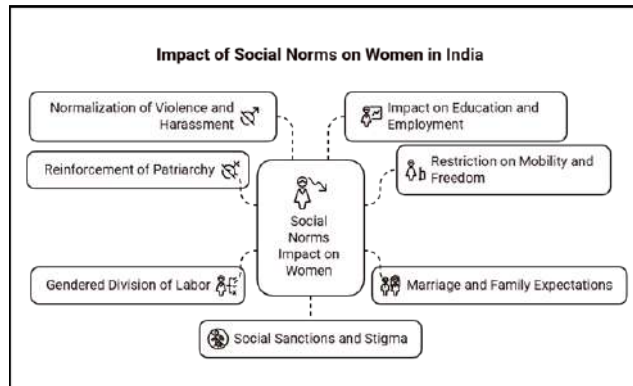 Impact of Social Norms on Women in India
Normalization of Violence and
Harassment
Impact on Education and
Employment
Reinforcement of Patriarchy
Restriction on Mobility and
Freedom
Social
Norms
Impact on
Women
Gendered Division of Labor
Marriage and Family Expectations
Social Sanctions and Stigma